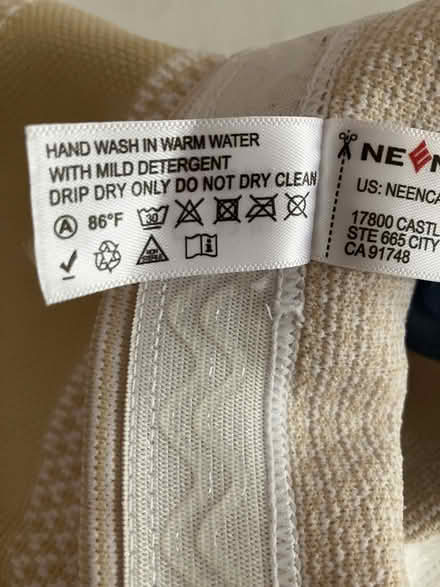 HAND WASH IN WARM WATER
WITH MILD DETERGENT
DRIP DRY ONLY DO NOT DRY CLEAN
A 86°F 30
NEEN
US: NEENCA
17800 CASTL
STE 665 CITY
CA 91748